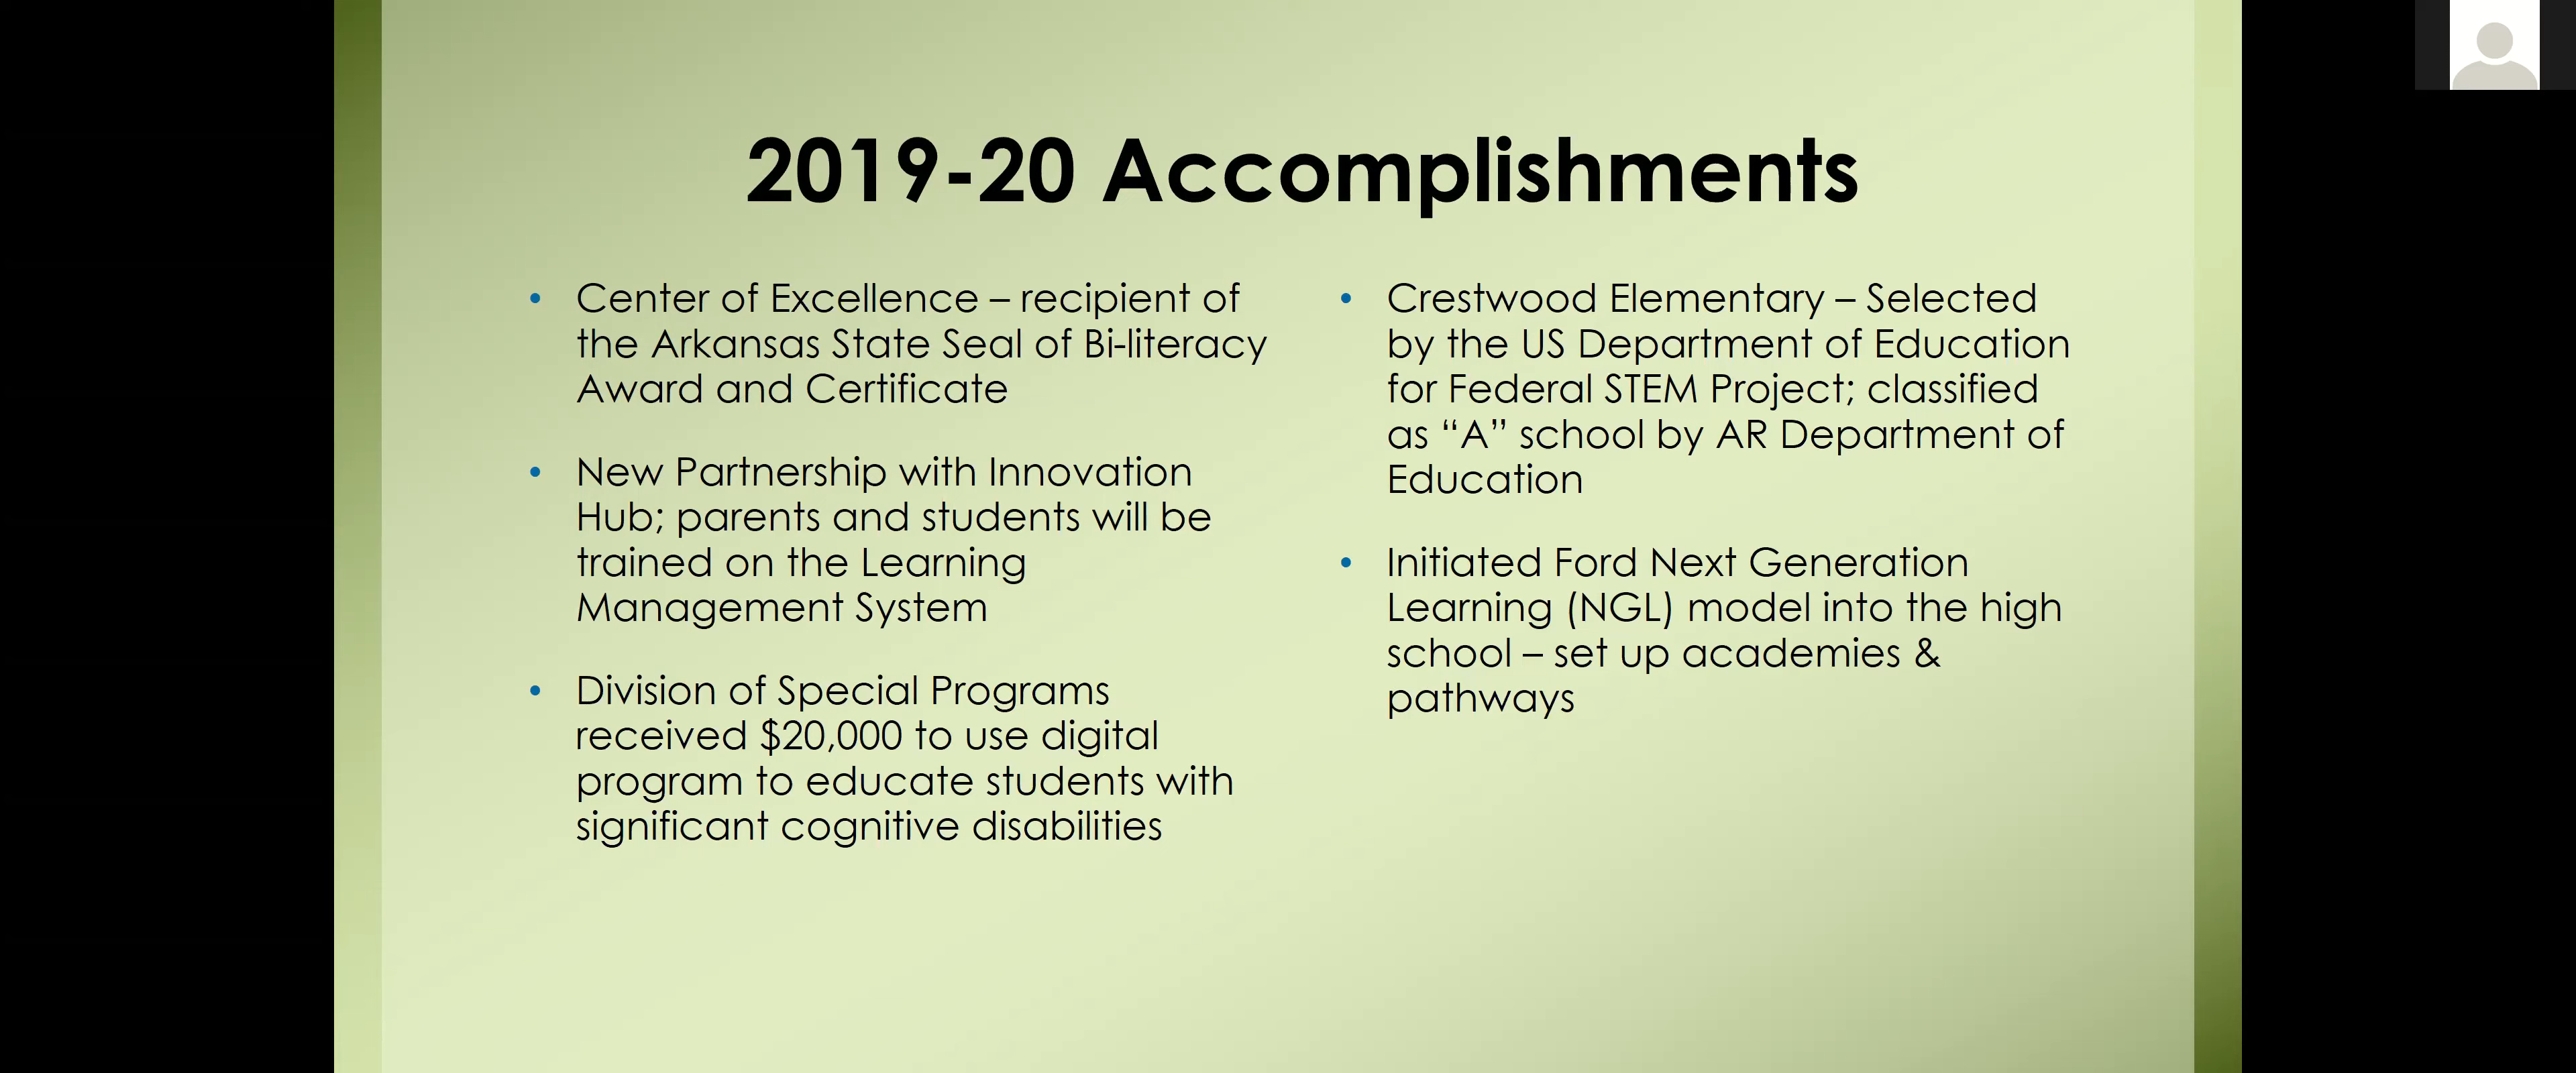 2019-20 Accomplishments
• Center of Excellence – recipient of
the Arkansas State Seal of Bi-literacy
Award and Certificate
• New Partnership with Innovation
Hub; parents and students will be
trained on the Learning
Management System
• Division of Special Programs
received $20,000 to use digital
program to educate students with
significant cognitive disabilities
• Crestwood Elementary – Selected
by the US Department of Education
for Federal STEM Project; classified
as “A” school by AR Department of
Education
• Initiated Ford Next Generation
Learning (NGL) model into the high
school – set up academies &
pathways